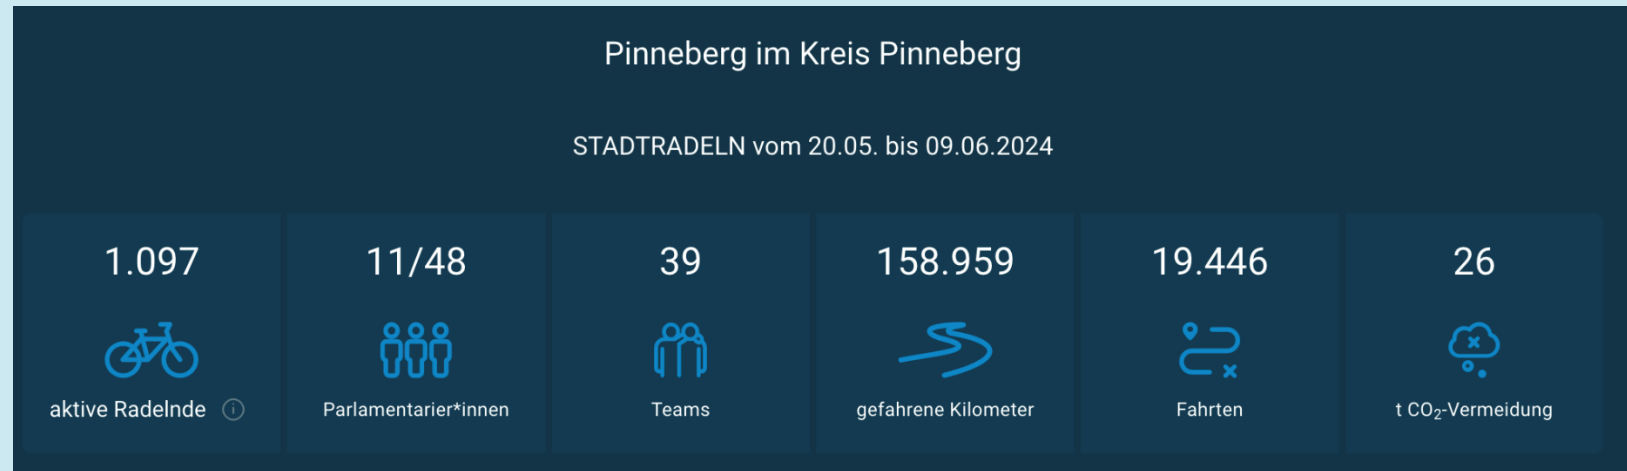 Pinneberg im Kreis Pinneberg
STADTRADELN vom 20.05. bis 09.06.2024
1.097
aktive Radelnde
11/48
Parlamentarier*innen
39
Teams
158.959
gefahrene Kilometer
19.446
Fahrten
26
t CO₂-Vermeidung